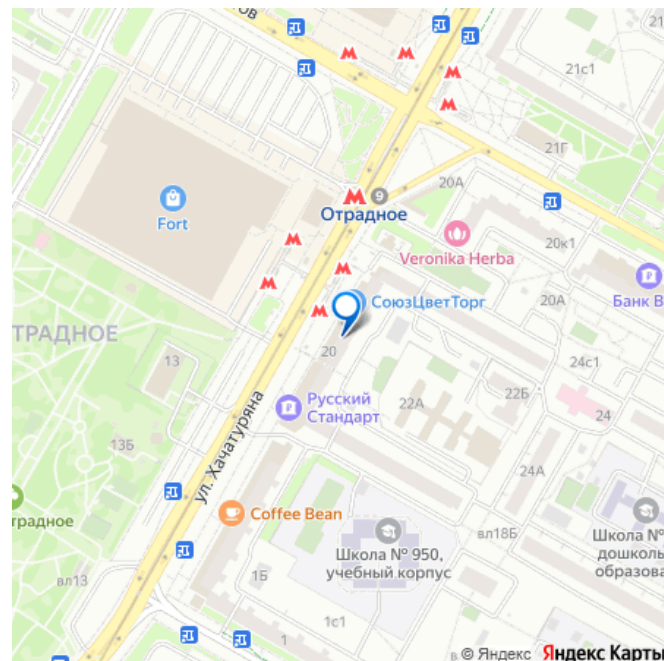 ОВ
21с1
21Г
20А
9
Отрадное
Fort
Veronika Herba
20к1
Банк В
СоюзЦветТорг
20А
ТРАДНОЕ
13
20
24с1
22Б
Русский
Стандарт
22А
24
ул. Хачатуряна
13Б
24А
традное
Coffee Bean
вл18Б
Школа №
дошколь
образова
Школа № 950,
учебный корпус
вл13
1Б
1с1
1
© Яндекс Яндекс Карты